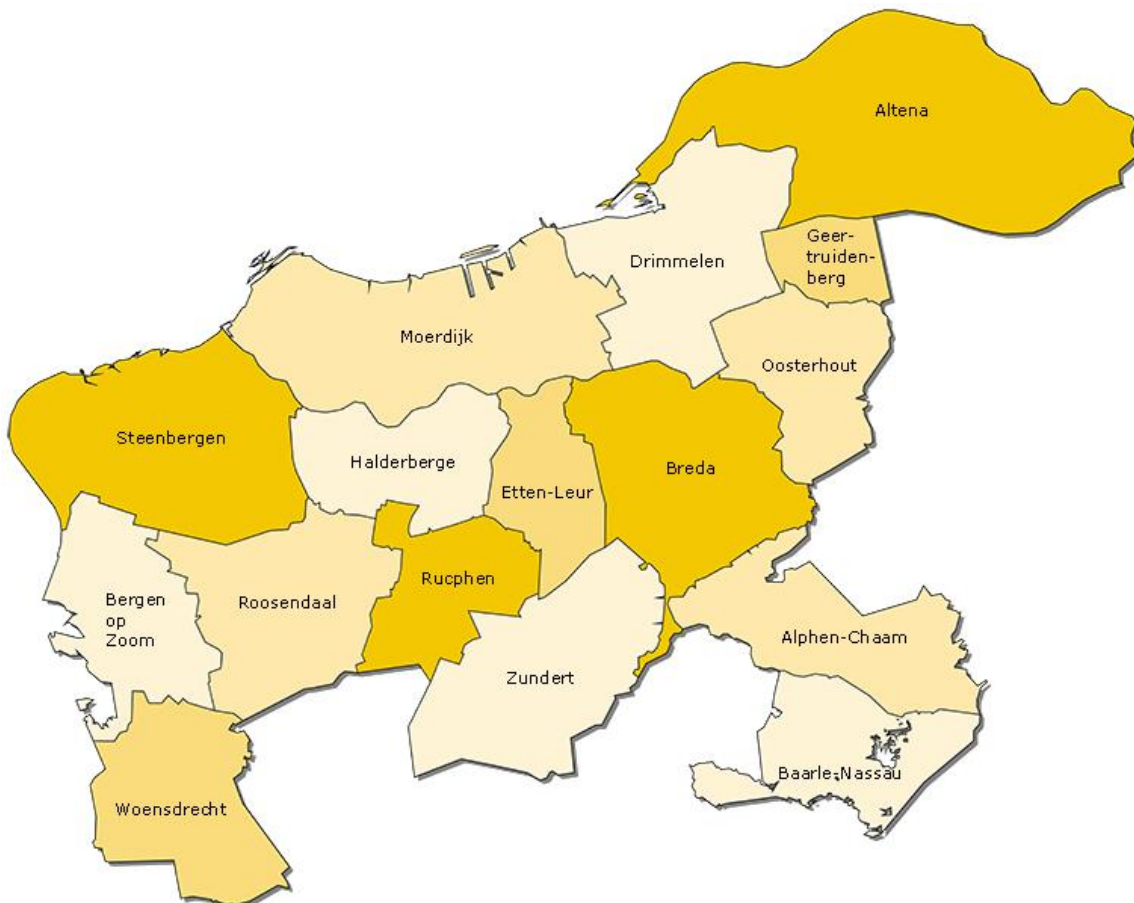 Altena
Geer-
truiden-
berg
Drimmelen
Moerdijk
Oosterhout
Steenbergen
Halderberge
Breda
Etten-Leur
Rucphen
Bergen
op
Zoom
Roosendaal
Alphen-Chaam
Zundert
Baarle-Nassau
Woensdrecht